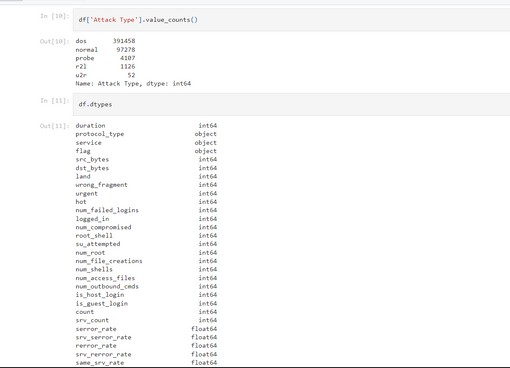 In [10]: df['Attack Type'].value_counts()
Out[10]: dos 391458
normal 97278
probe 4107
r2l 1126
u2r 52
Name: Attack Type, dtype: int64
In [11]: df.dtypes
Out[11]: duration int64
protocol_type object
service object
flag object
src_bytes int64
dst_bytes int64
land int64
wrong_fragment int64
urgent int64
hot int64
num_failed_logins int64
logged_in int64
num_compromised int64
root_shell int64
su_attempted int64
num_root int64
num_file_creations int64
num_shells int64
num_access_files int64
num_outbound_cmds int64
is_host_login int64
is_guest_login int64
count int64
srv_count int64
serror_rate float64
srv_serror_rate float64
rerror_rate float64
srv_rerror_rate float64
same_srv_rate float64